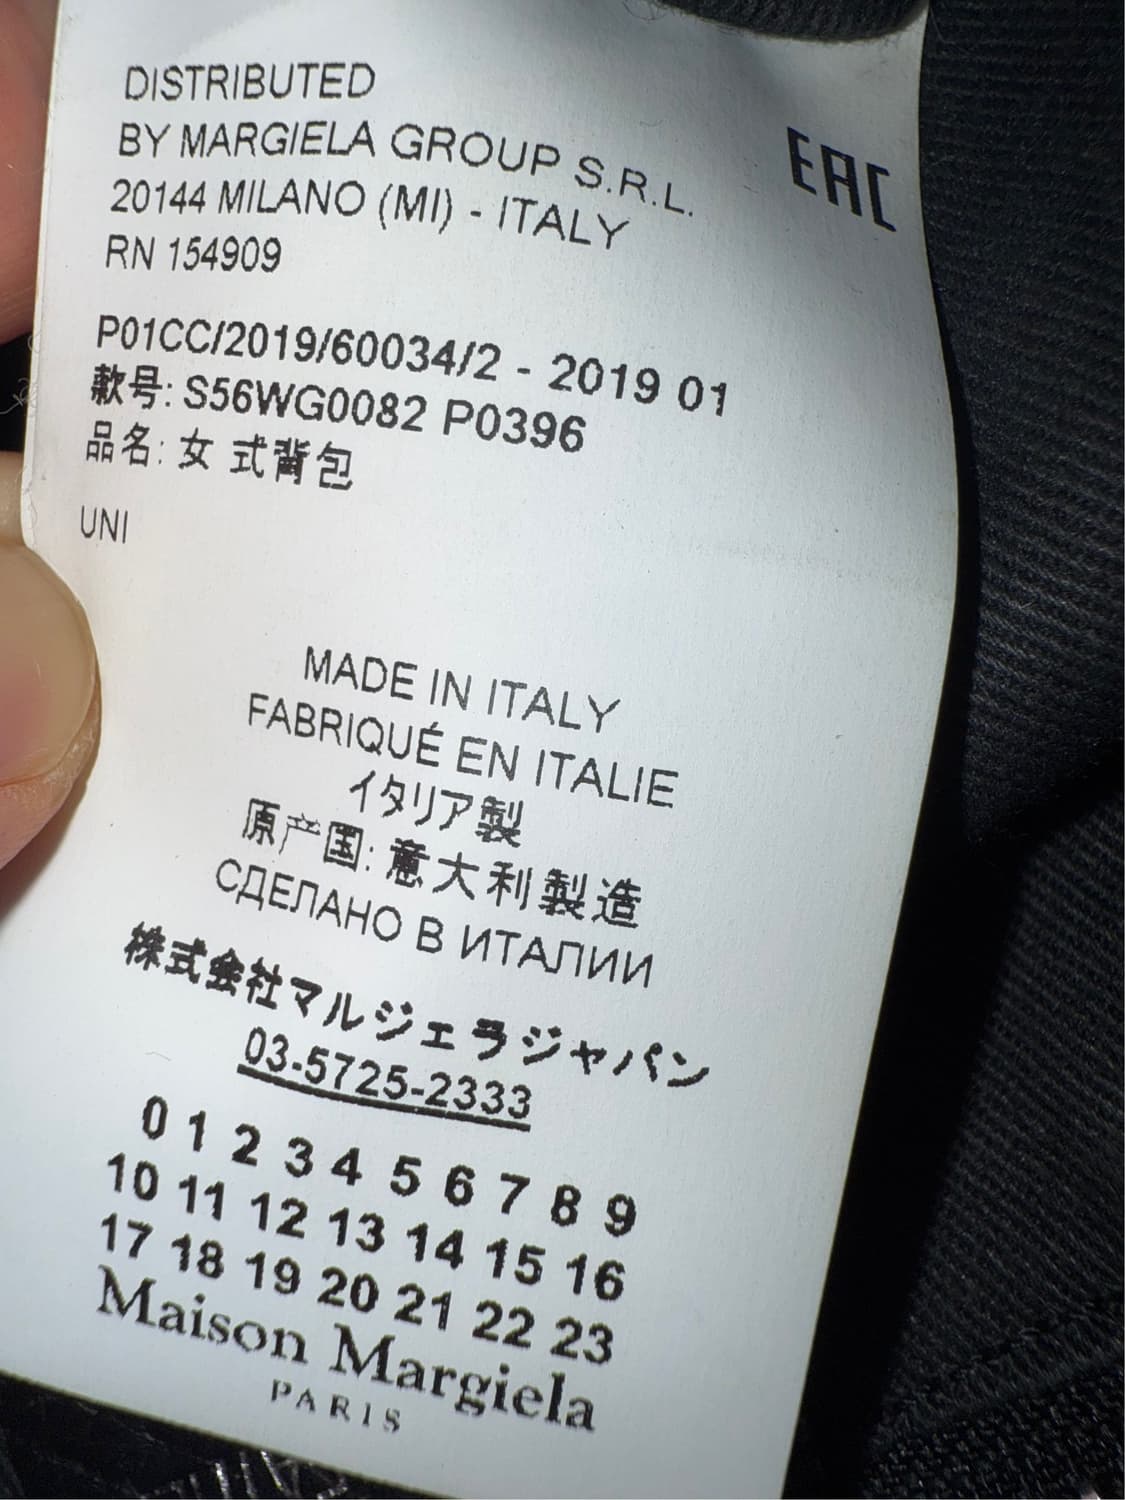 DISTRIBUTED
BY MARGIELA GROUP S.R.L.
20144 MILANO (MI) - ITALY
RN 154909
EAC
P01CC/2019/60034/2 - 2019 01
款号: S56WG0082 P0396
品名: 女 式背包
UNI
MADE IN ITALY
FABRIQUÉ EN ITALIE
イタリア製
原产国: 意大利製造
СДЕЛАНО В ИТАЛИИ
株式会社マルジェラジャパン
03-5725-2333
0 1 2 3 4 5 6 7 8 9
10 11 12 13 14 15 16
17 18 19 20 21 22 23
Maison Margiela
PARIS